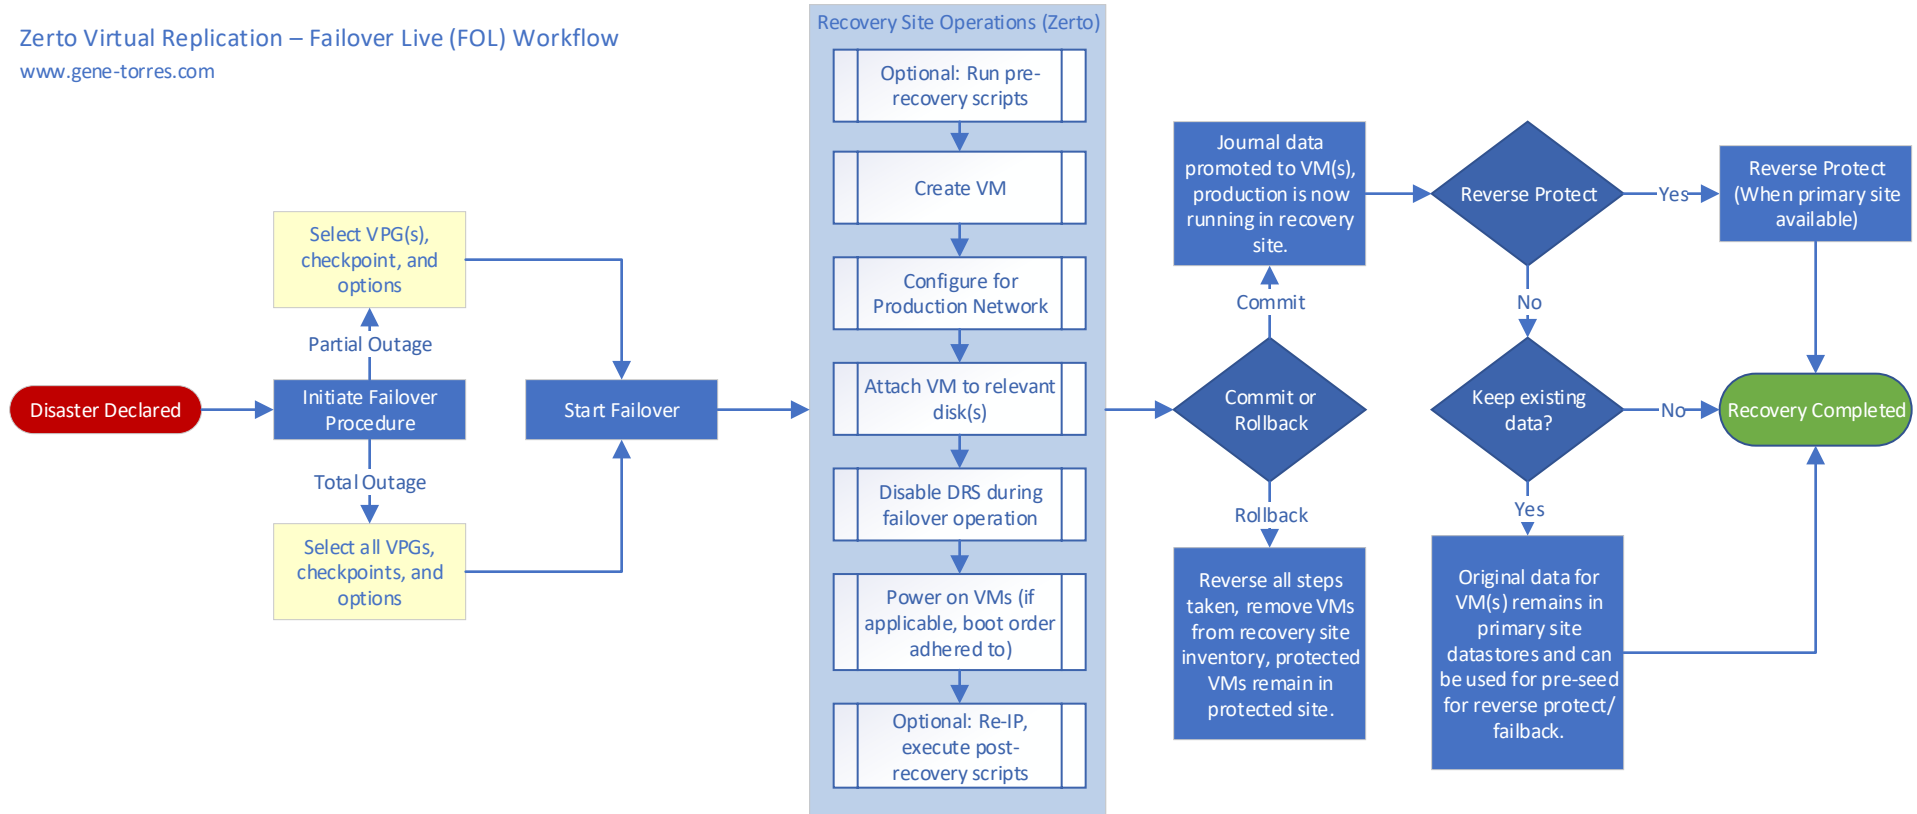 Zerto Virtual Replication – Failover Live (FOL) Workflow
www.gene-torres.com
Disaster Declared
Initiate Failover
Procedure
Partial Outage
Select VPG(s),
checkpoint, and
options
Total Outage
Select all VPGs,
checkpoints, and
options
Start Failover
Recovery Site Operations (Zerto)
Optional: Run pre-
recovery scripts
Create VM
Configure for
Production Network
Attach VM to relevant
disk(s)
Disable DRS during
failover operation
Power on VMs (if
applicable, boot order
adhered to)
Optional: Re-IP,
execute post-
recovery scripts
Commit or
Rollback
Commit
Journal data
promoted to VM(s),
production is now
running in recovery
site.
Rollback
Reverse all steps
taken, remove VMs
from recovery site
inventory, protected
VMs remain in
protected site.
Reverse Protect
Yes
Reverse Protect
(When primary site
available)
No
Keep existing
data?
No
Yes
Original data for
VM(s) remains in
primary site
datastores and can
be used for pre-seed
for reverse protect/
failback.
Recovery Completed